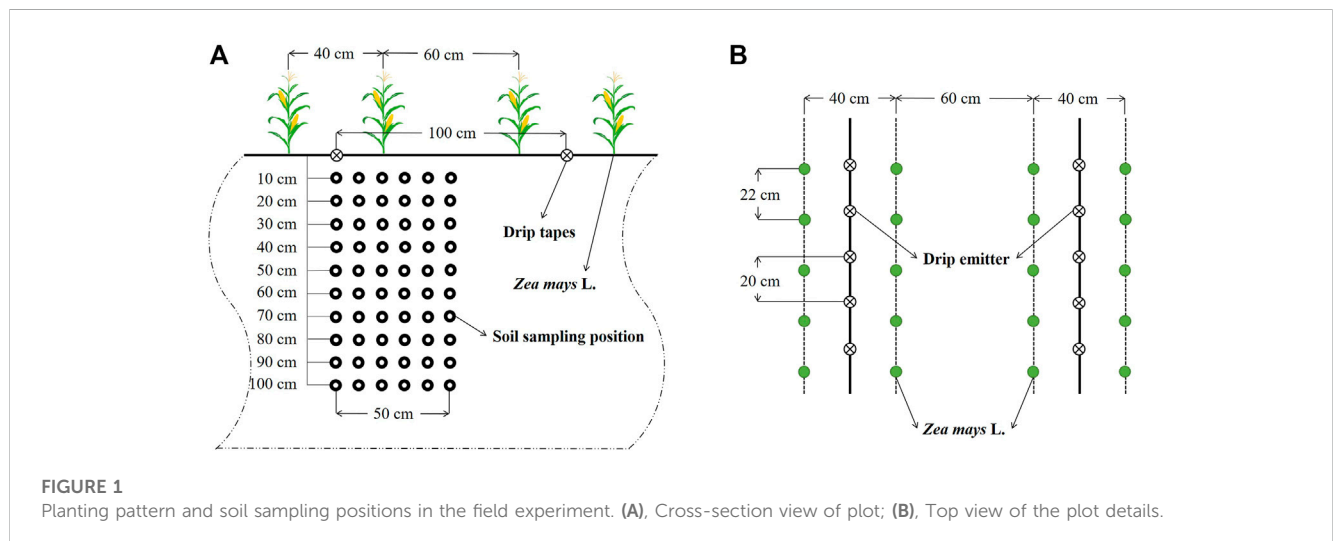 A
40 cm
60 cm
100 cm
10 cm
20 cm
30 cm
40 cm
50 cm
60 cm
70 cm
80 cm
90 cm
100 cm
Drip tapes
Zea mays L.
Soil sampling position
50 cm
B
40 cm
60 cm
40 cm
22 cm
20 cm
Drip emitter
Zea mays L.
FIGURE 1
Planting pattern and soil sampling positions in the field experiment. (A), Cross-section view of plot; (B), Top view of the plot details.